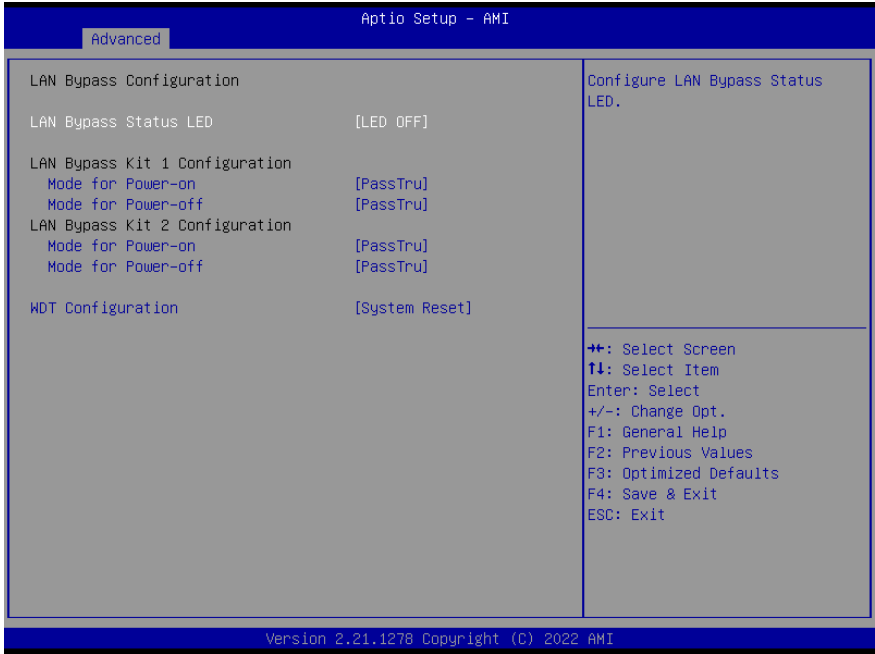 Aptio Setup – AMI
Advanced
LAN Bypass Configuration
LAN Bypass Status LED [LED OFF]
LAN Bypass Kit 1 Configuration
Mode for Power-on [PassTru]
Mode for Power-off [PassTru]
LAN Bypass Kit 2 Configuration
Mode for Power-on [PassTru]
Mode for Power-off [PassTru]
WDT Configuration [System Reset]
Configure LAN Bypass Status
LED.
→←: Select Screen
↑↓: Select Item
Enter: Select
+/-: Change Opt.
F1: General Help
F2: Previous Values
F3: Optimized Defaults
F4: Save & Exit
ESC: Exit
Version 2.21.1278 Copyright (C) 2022 AMI